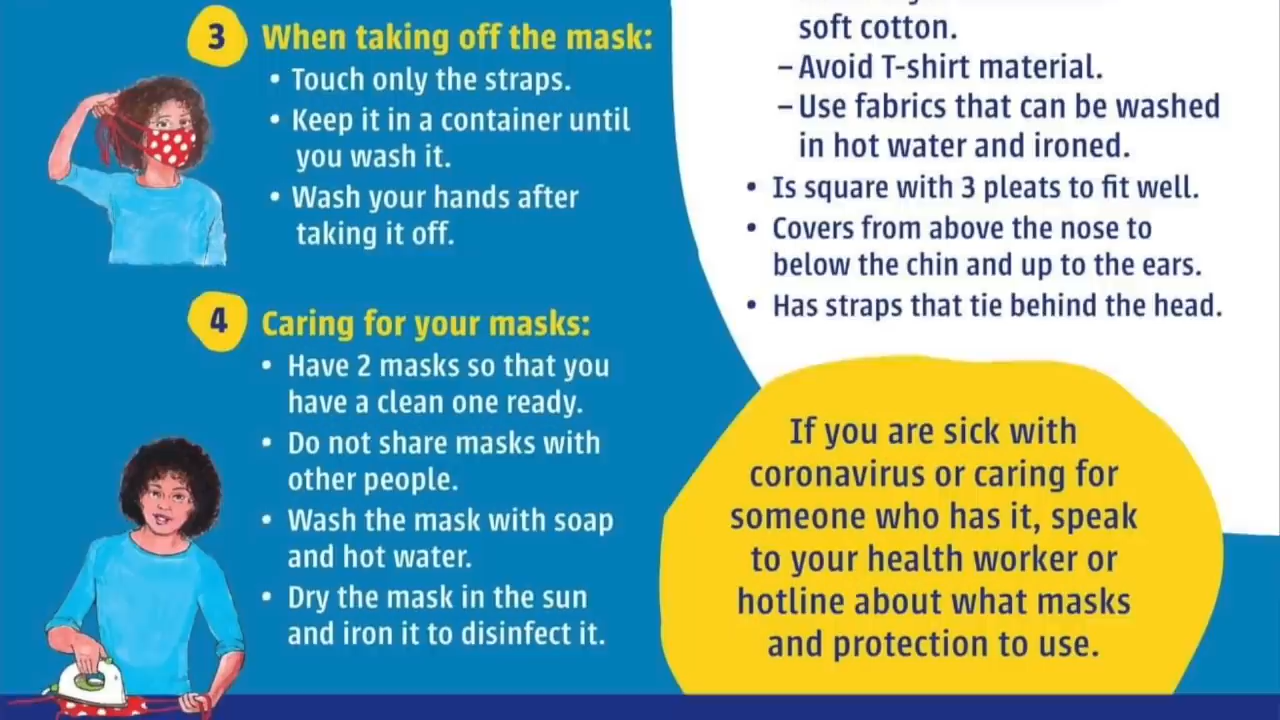 3 When taking off the mask:
• Touch only the straps.
• Keep it in a container until
you wash it.
• Wash your hands after
taking it off.
4 Caring for your masks:
• Have 2 masks so that you
have a clean one ready.
• Do not share masks with
other people.
• Wash the mask with soap
and hot water.
• Dry the mask in the sun
and iron it to disinfect it.
soft cotton.
– Avoid T-shirt material.
– Use fabrics that can be washed
in hot water and ironed.
• Is square with 3 pleats to fit well.
• Covers from above the nose to
below the chin and up to the ears.
• Has straps that tie behind the head.
If you are sick with
coronavirus or caring for
someone who has it, speak
to your health worker or
hotline about what masks
and protection to use.